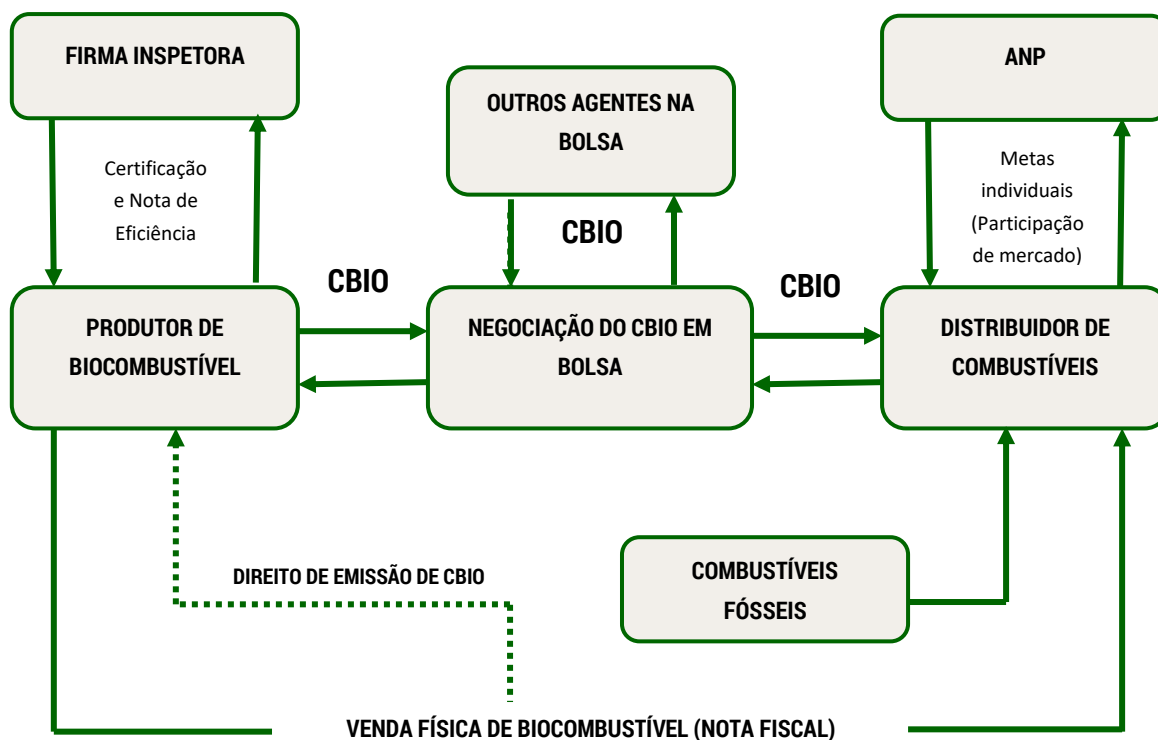 FIRMA INSPETORA
ANP
OUTROS AGENTES NA
BOLSA
Certificação
e Nota de
Eficiência
Metas
individuais
(Participação
de mercado)
CBIO
CBIO
CBIO
PRODUTOR DE
BIOCOMBUSTÍVEL
NEGOCIAÇÃO DO CBIO EM
BOLSA
DISTRIBUIDOR DE
COMBUSTÍVEIS
DIREITO DE EMISSÃO DE CBIO
COMBUSTÍVEIS
FÓSSEIS
VENDA FÍSICA DE BIOCOMBUSTÍVEL (NOTA FISCAL)